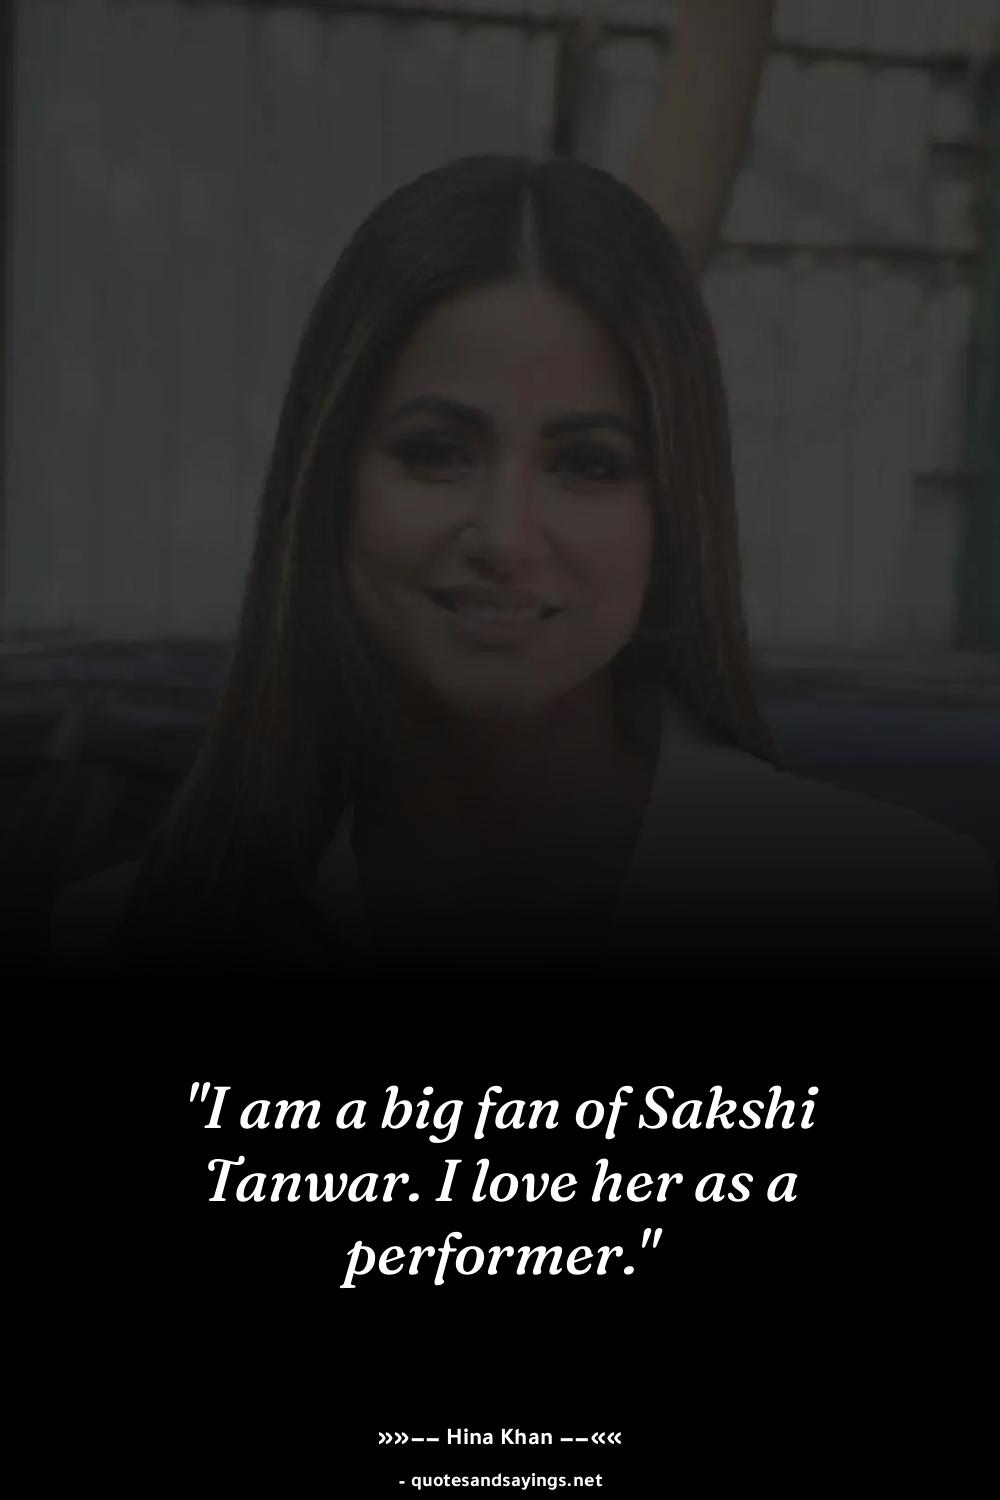 "I am a big fan of Sakshi
Tanwar. I love her as a
performer."
»»–– Hina Khan ––««
- quotesandsayings.net